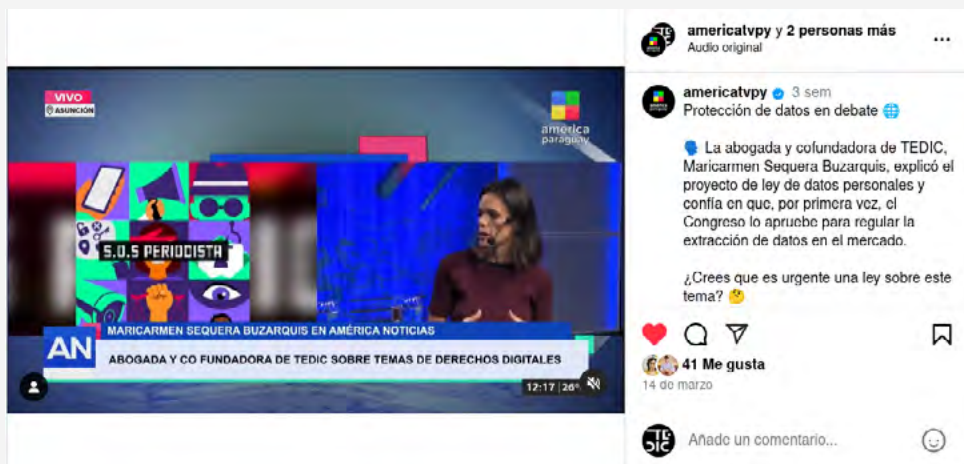 VIVO
ASUNCIÓN
america
paraguay
S.O.S PERIODISTA
MARICARMEN SEQUERA BUZARQUIS EN AMÉRICA NOTICIAS
AN
ABOGADA Y CO FUNDADORA DE TEDIC SOBRE TEMAS DE DERECHOS DIGITALES
12:17 26°
americatvpy y 2 personas más
Audio original
americatvpy 3 sem
Protección de datos en debate 🌐
🗣 La abogada y cofundadora de TEDIC,
Maricarmen Sequera Buzarquis, explicó el
proyecto de ley de datos personales y
confía en que, por primera vez, el
Congreso lo apruebe para regular la
extracción de datos en el mercado.
¿Crees que es urgente una ley sobre este
tema? 🤔
41 Me gusta
14 de marzo
TE
DIC
Añade un comentario...